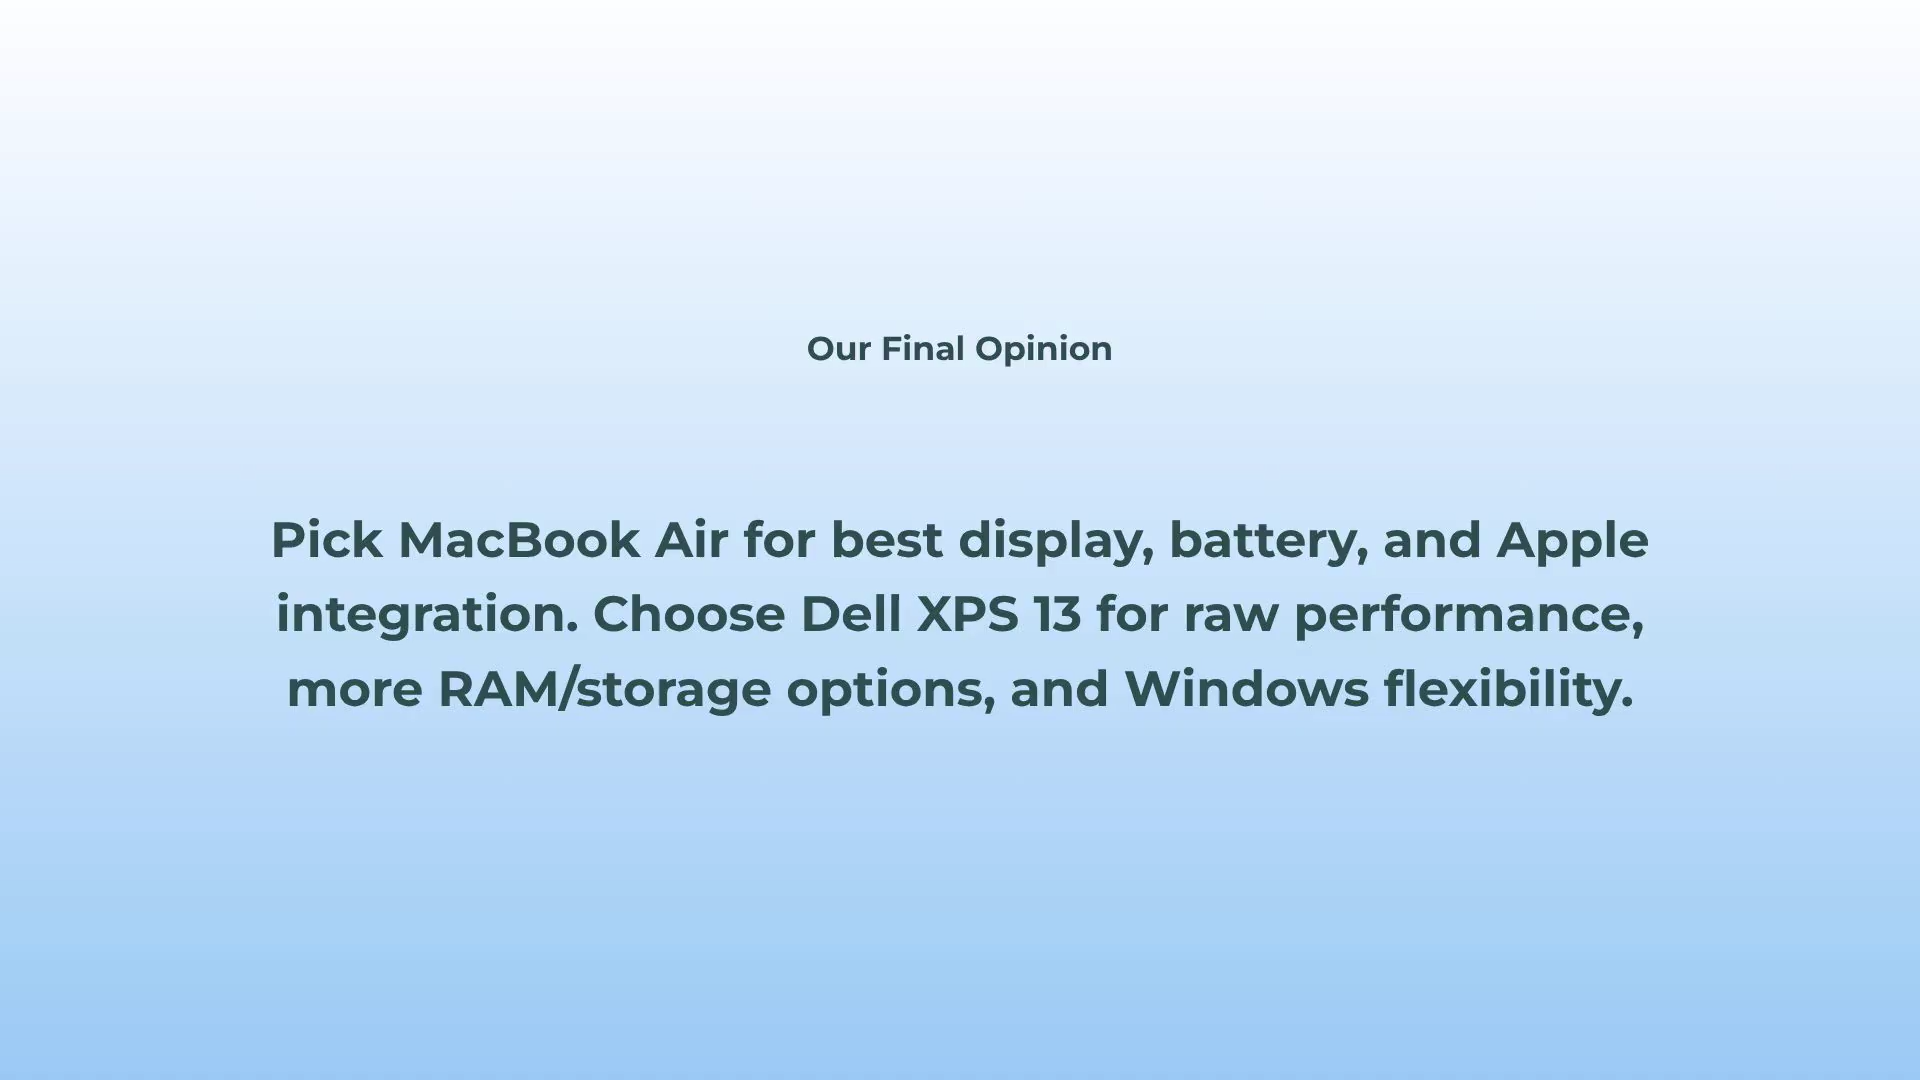 Our Final Opinion
Pick MacBook Air for best display, battery, and Apple
integration. Choose Dell XPS 13 for raw performance,
more RAM/storage options, and Windows flexibility.